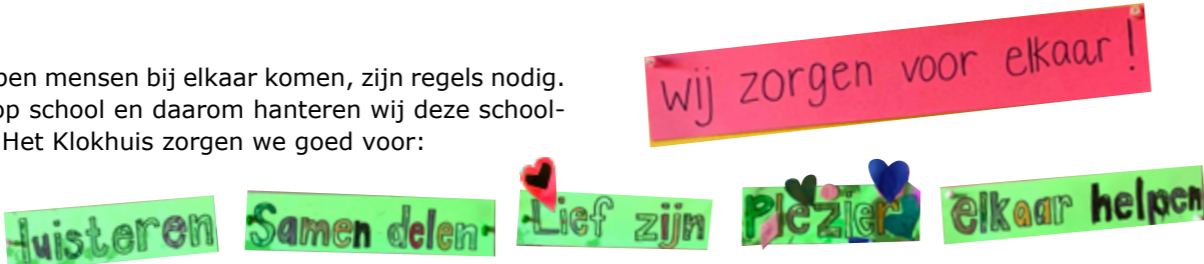 pen mensen bij elkaar komen, zijn regels nodig.
op school en daarom hanteren wij deze school-
Het Klokhuis zorgen we goed voor:
wij zorgen voor elkaar!
luisteren Samen delen Lief zijn Plezier elkaar helpen